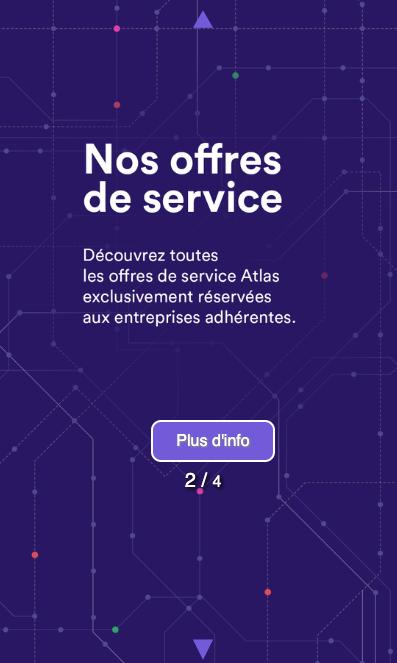 Nos offres
de service
Découvrez toutes
les offres de service Atlas
exclusivement réservées
aux entreprises adhérentes.
Plus d'info
2 / 4